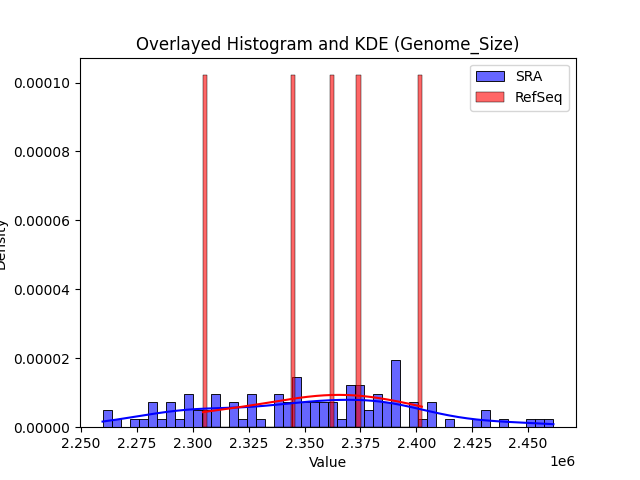 Overlayed Histogram and KDE (Genome_Size)
SRA
RefSeq
0.00010
0.00008
0.00006
0.00004
0.00002
0.00000
Density
2.250 2.275 2.300 2.325 2.350 2.375 2.400 2.425 2.450
Value
1e6